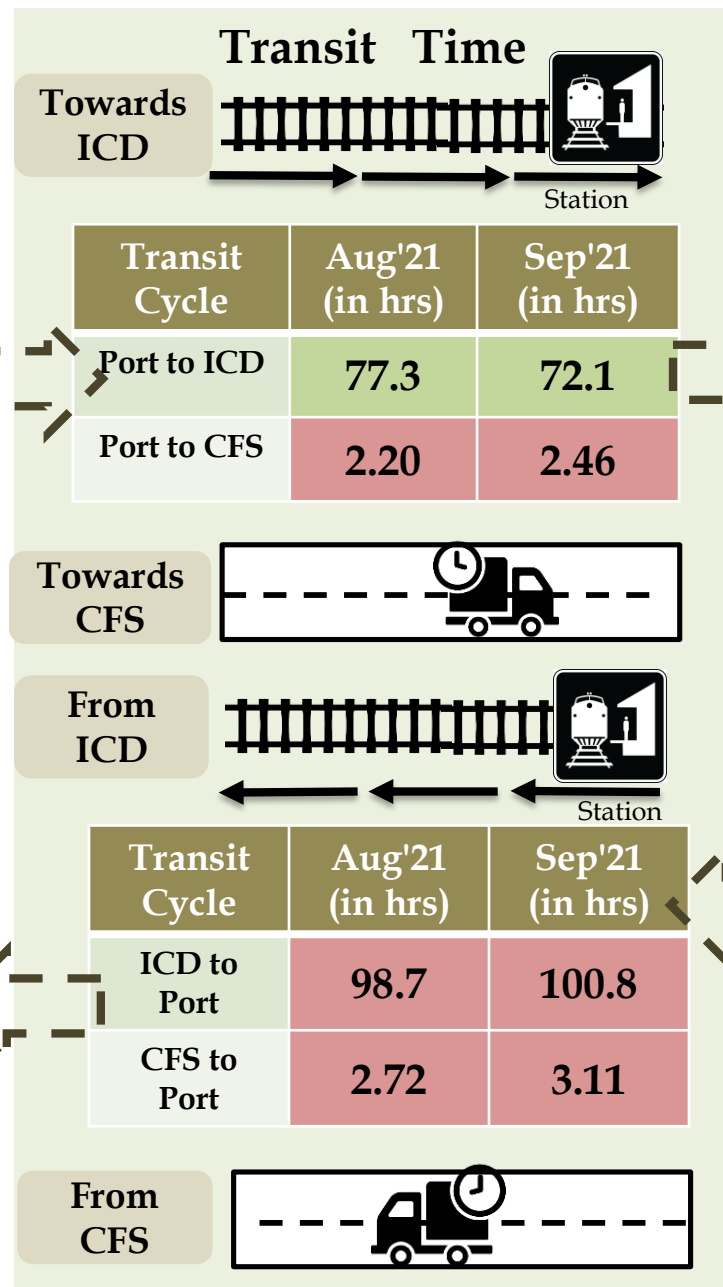 Transit Time
Towards
ICD
Station
Transit
Cycle
Aug'21
(in hrs)
Sep'21
(in hrs)
Port to ICD
77.3
72.1
Port to CFS
2.20
2.46
Towards
CFS
From
ICD
Station
Transit
Cycle
Aug'21
(in hrs)
Sep'21
(in hrs)
ICD to
Port
98.7
100.8
CFS to
Port
2.72
3.11
From
CFS